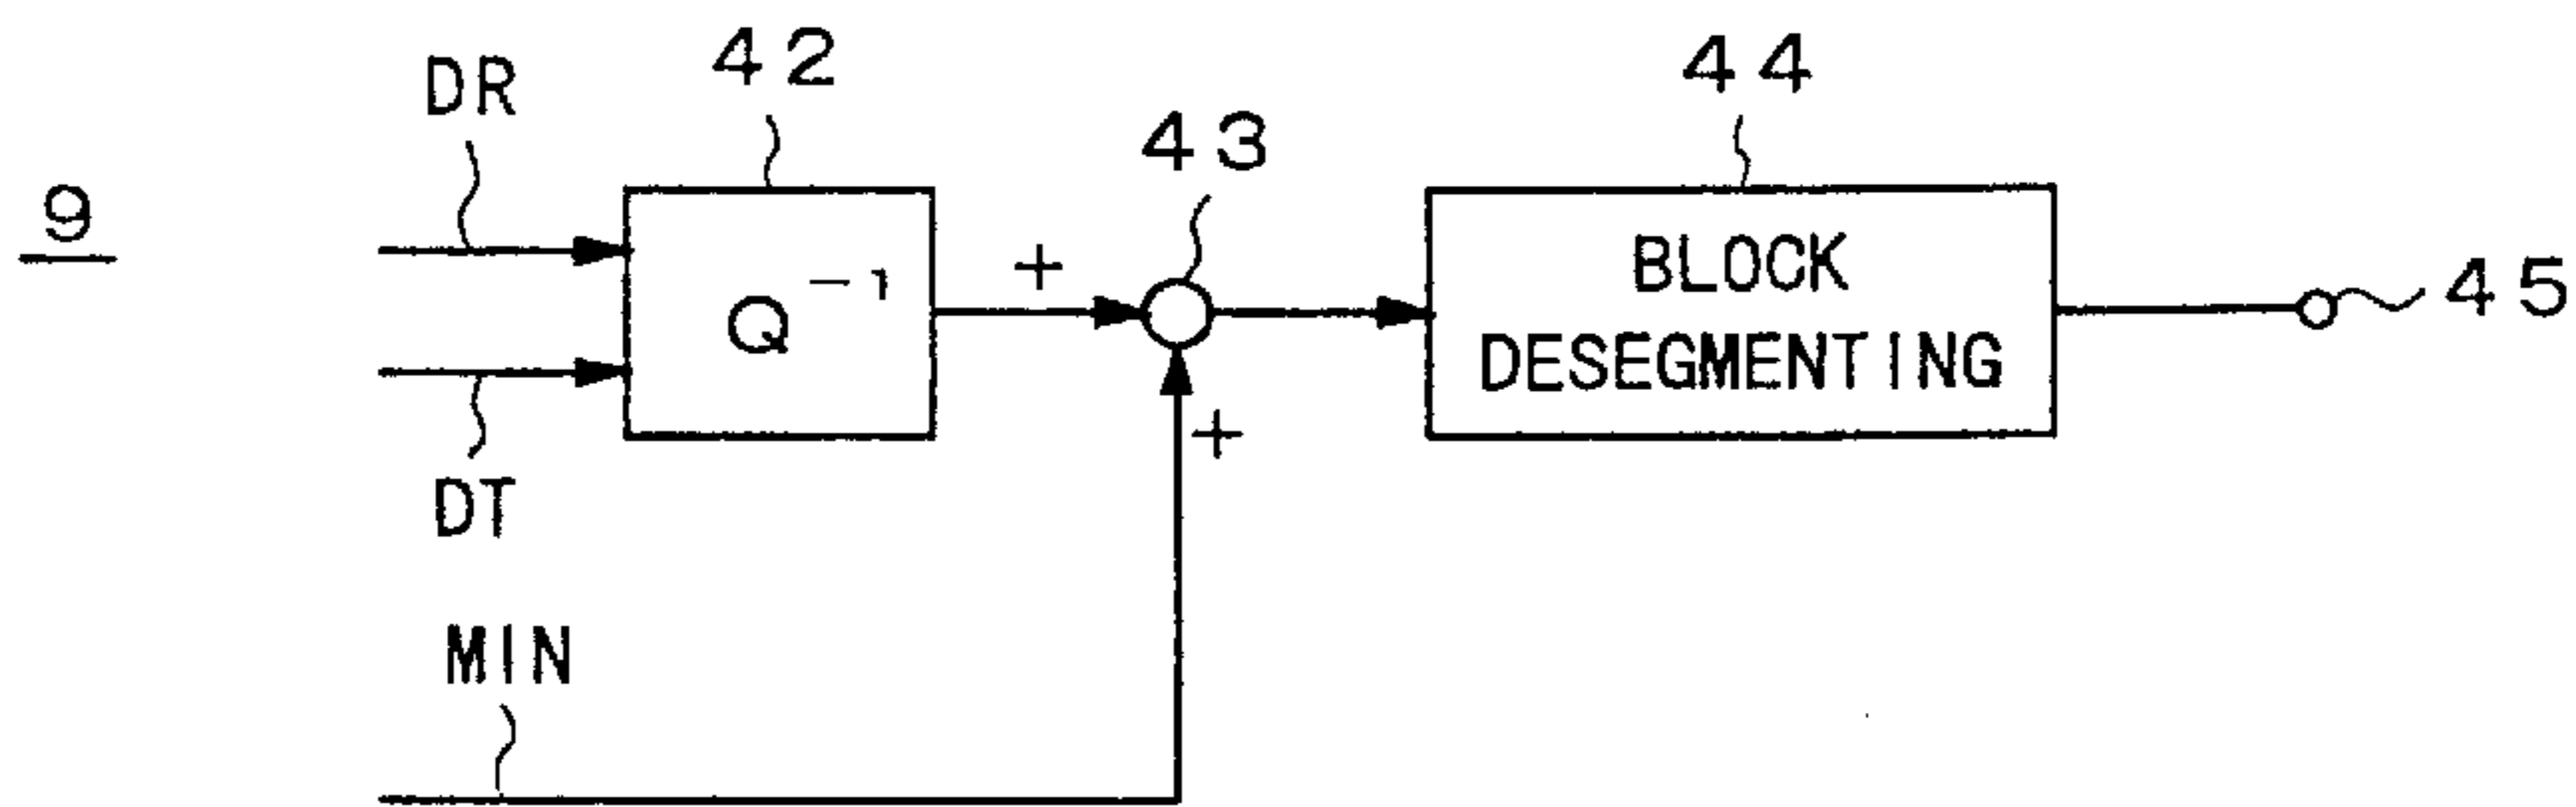 42
44
DR
43
9
BLOCK
Q⁻¹
+
45
DESEGMENTING
+
DT
MIN